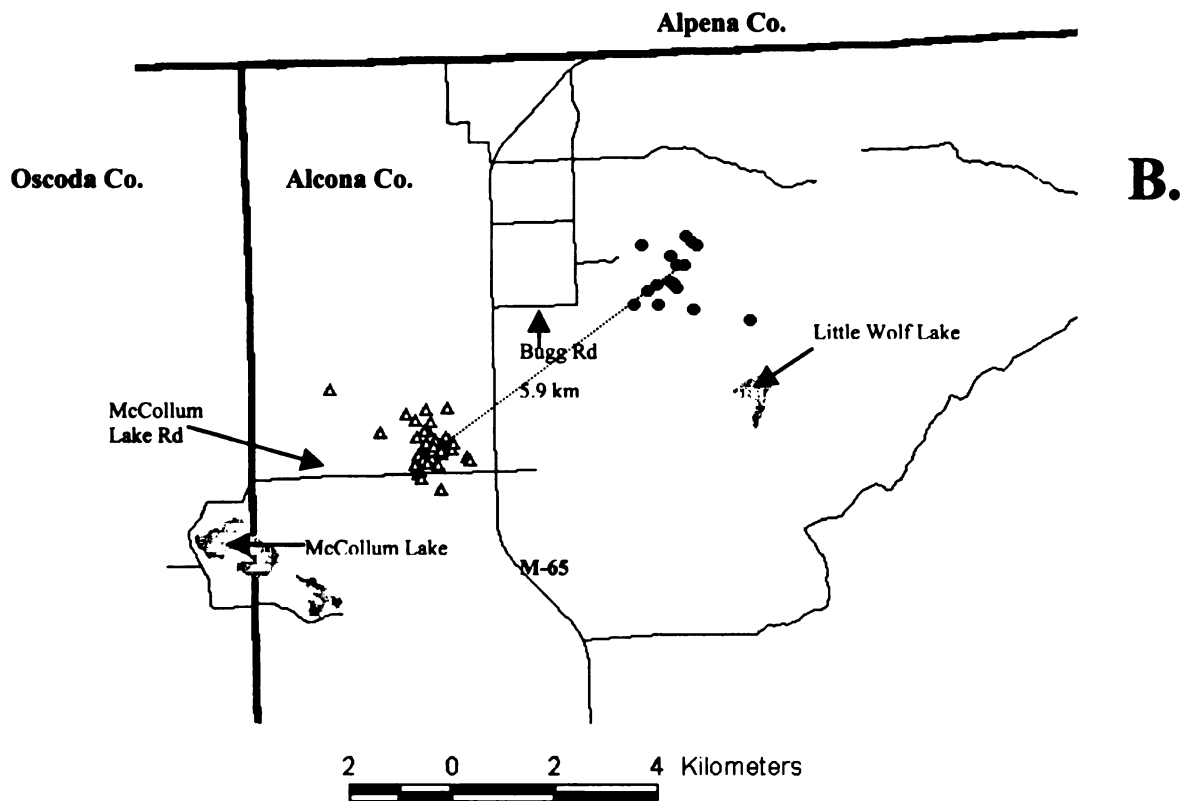 Alpena Co.
Oscoda Co.
Alcona Co.
B.
Bugg Rd
Little Wolf Lake
5.9 km
McCollum
Lake Rd
McCollum Lake
M-65
2 0 2 4 Kilometers